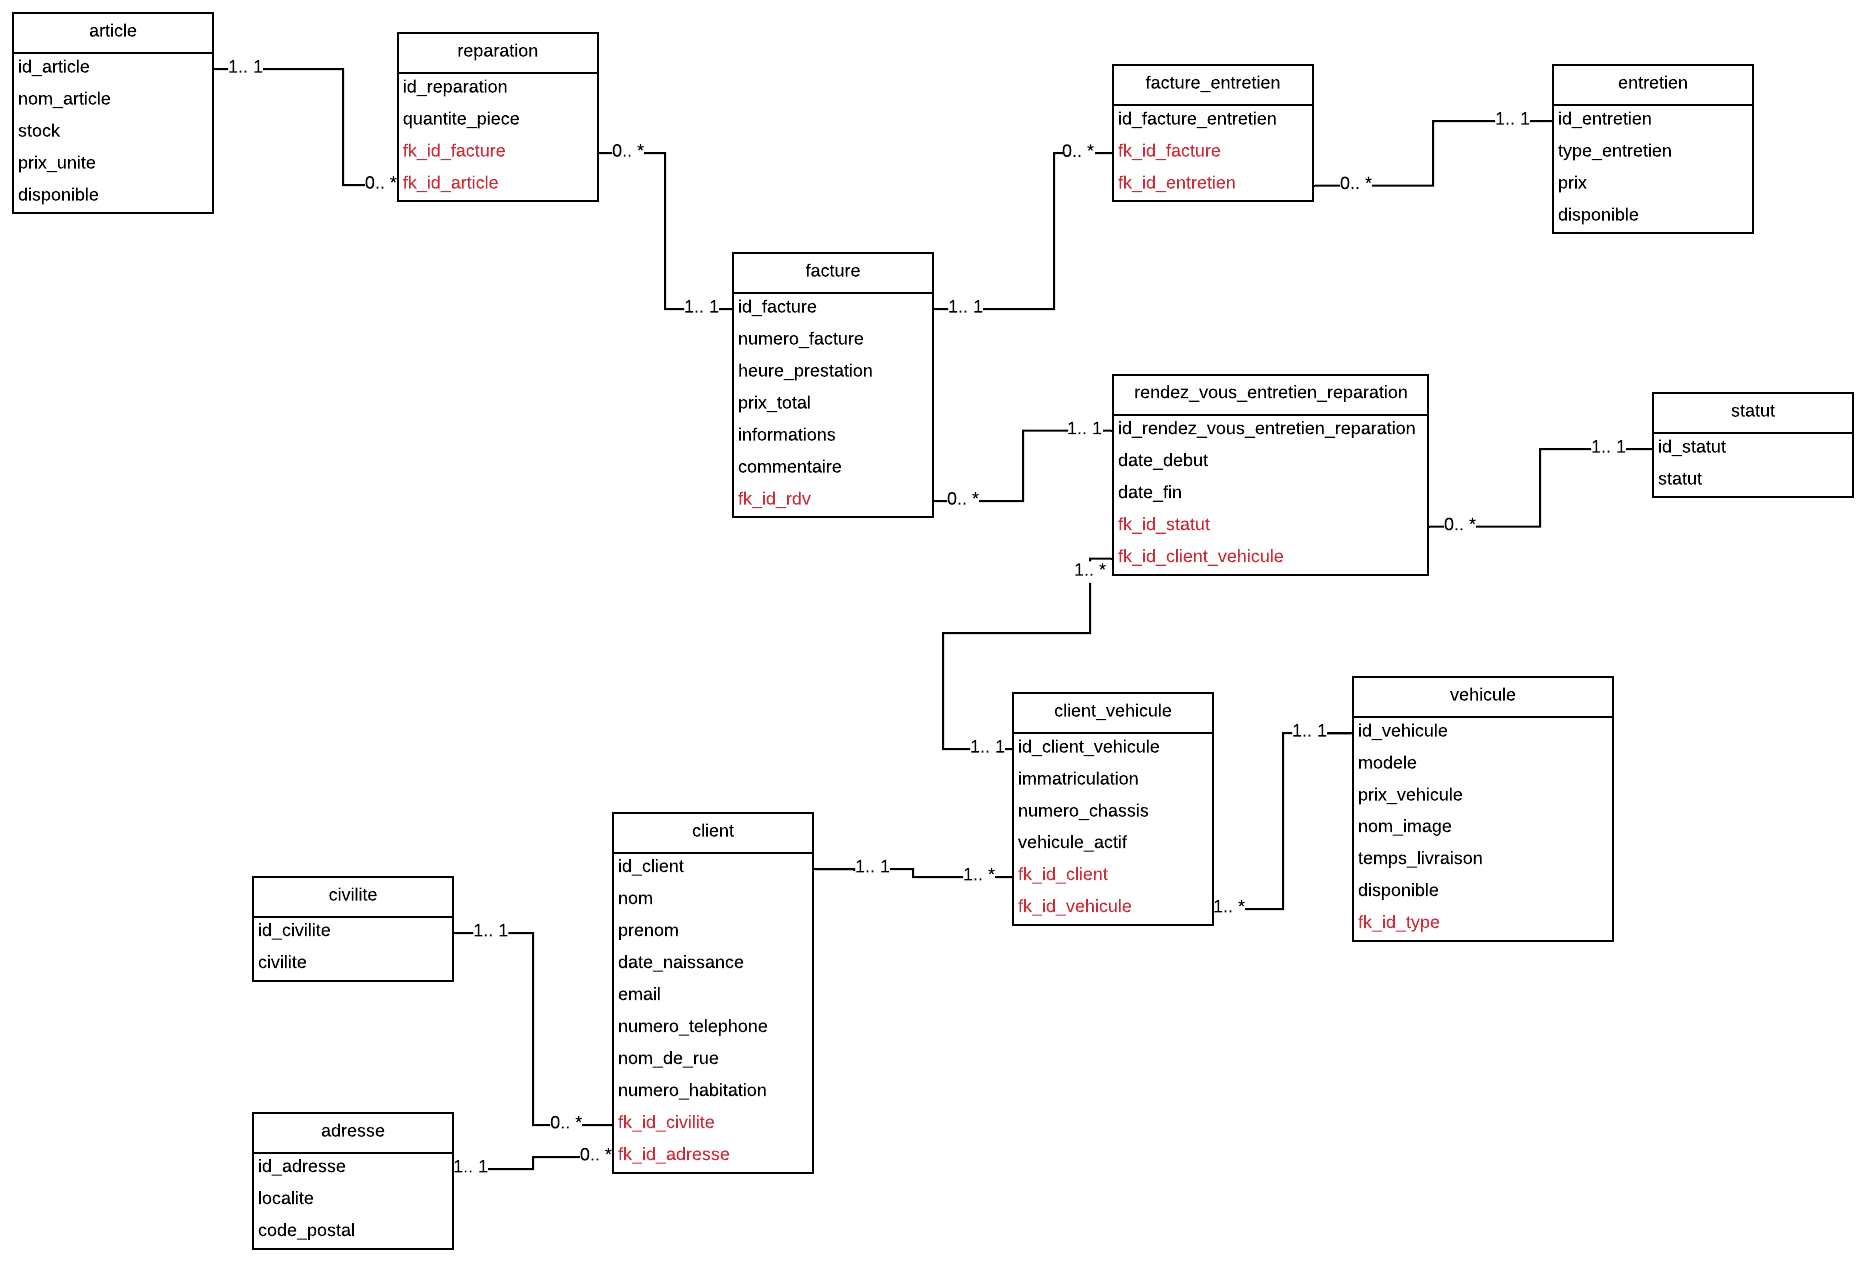 article
id_article
nom_article
stock
prix_unite
disponible
1.. 1
0.. *
reparation
id_reparation
quantite_piece
fk_id_facture
fk_id_article
0.. *
1.. 1
facture_entretien
id_facture_entretien
fk_id_facture
fk_id_entretien
0.. *
0.. *
1.. 1
entretien
id_entretien
type_entretien
prix
disponible
facture
id_facture
numero_facture
heure_prestation
prix_total
informations
commentaire
fk_id_rdv
1.. 1
0.. *
1.. 1
rendez_vous_entretien_reparation
id_rendez_vous_entretien_reparation
date_debut
date_fin
fk_id_statut
fk_id_client_vehicule
0.. *
1.. 1
1.. *
statut
id_statut
statut
1.. 1
client_vehicule
id_client_vehicule
immatriculation
numero_chassis
vehicule_actif
fk_id_client
fk_id_vehicule
1.. *
1.. 1
vehicule
id_vehicule
modele
prix_vehicule
nom_image
temps_livraison
disponible
fk_id_type
client
id_client
nom
prenom
date_naissance
email
numero_telephone
nom_de_rue
numero_habitation
fk_id_civilite
fk_id_adresse
1.. 1
1.. *
civilite
id_civilite
civilite
1.. 1
0.. *
adresse
id_adresse
localite
code_postal
1.. 1
0.. *